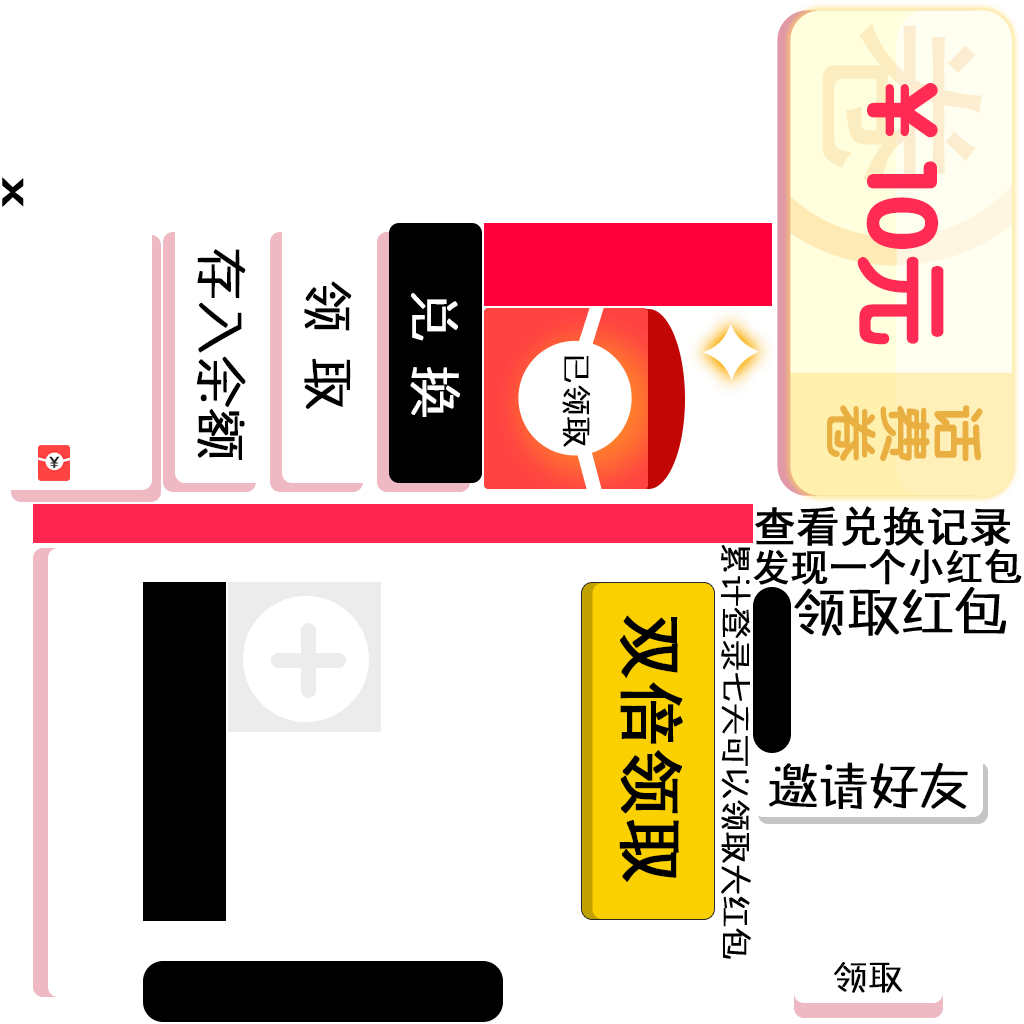 ¥10元
卷
话费卷
x
存入余额
领取
兑换
已领取
¥
查看兑换记录
发现一个小红包
领取红包
累计登录七天可以领取大红包
双倍领取
邀请好友
领取